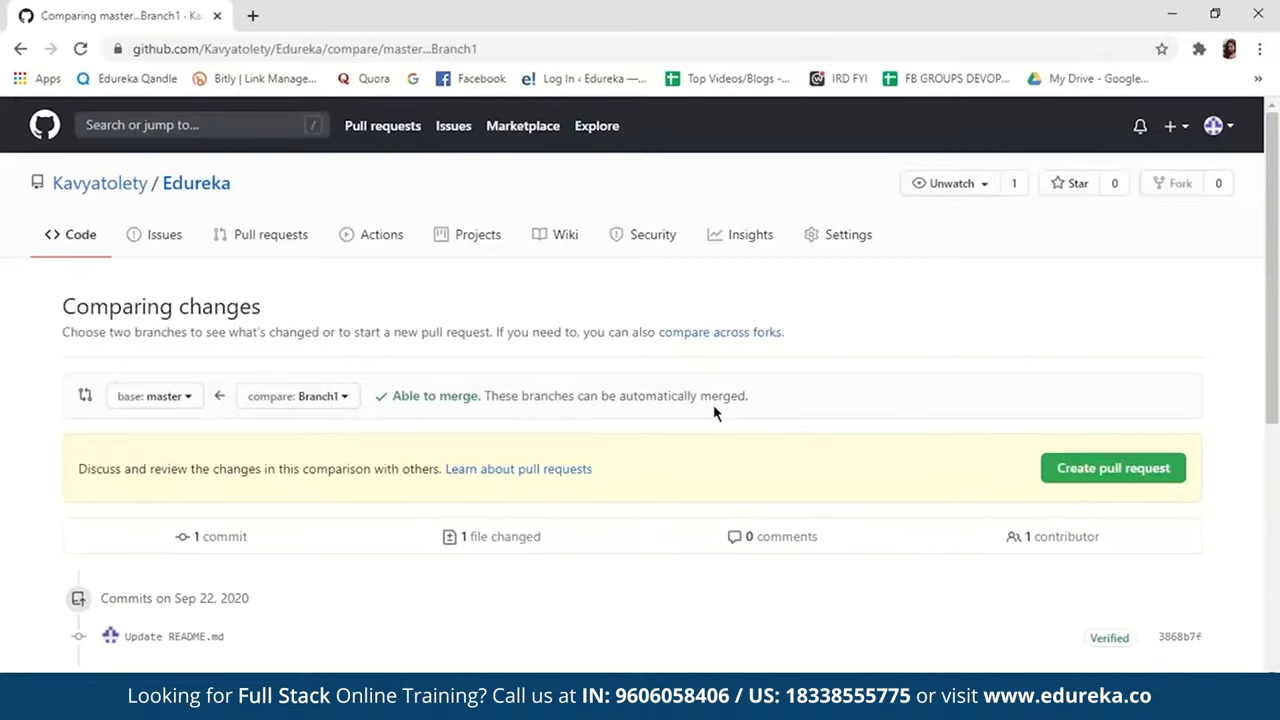 Comparing master...Branch1 · Ka
github.com/Kavyatolety/Edureka/compare/master...Branch1
Apps Edureka Qandle Bitly | Link Manage... Quora Facebook Log In ‹ Edureka —... Top Videos/Blogs -... IRD FYI FB GROUPS DEVOP... My Drive - Google... »
Search or jump to... / Pull requests Issues Marketplace Explore
Kavyatolety / Edureka Unwatch 1 Star 0 Fork 0
Code Issues Pull requests Actions Projects Wiki Security Insights Settings
Comparing changes
Choose two branches to see what's changed or to start a new pull request. If you need to, you can also compare across forks.
base: master compare: Branch1 Able to merge. These branches can be automatically merged.
Discuss and review the changes in this comparison with others. Learn about pull requests Create pull request
1 commit 1 file changed 0 comments 1 contributor
Commits on Sep 22, 2020
Update README.md Verified 3868b7f
Looking for Full Stack Online Training? Call us at IN: 9606058406 / US: 18338555775 or visit www.edureka.co